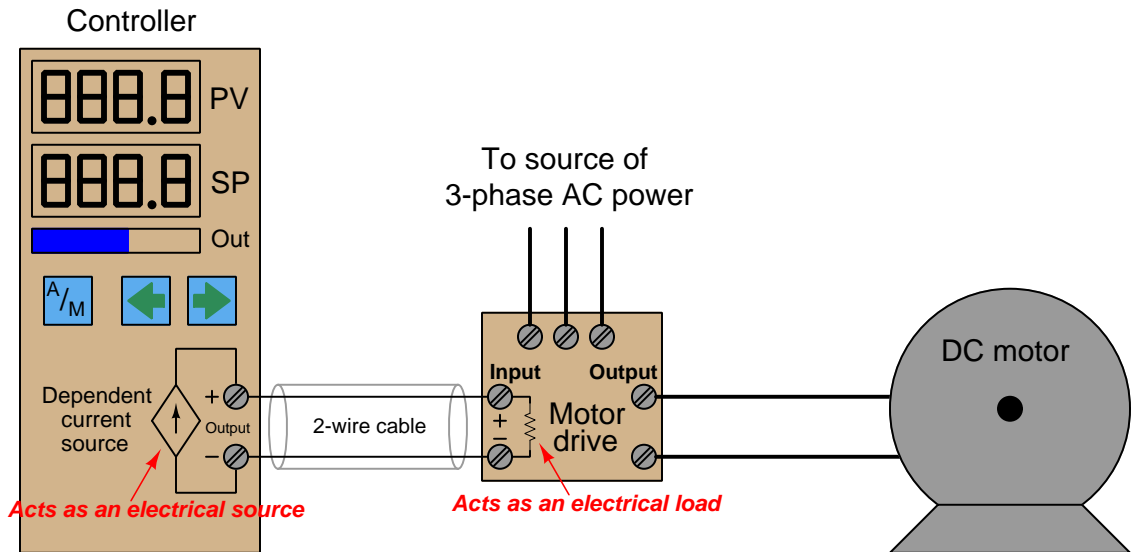 Controller
888.8 PV
888.8 SP
Out
A/M
Dependent
current
source
+
Output
−
Acts as an electrical source
2-wire cable
To source of
3-phase AC power
Input
Output
+
−
Motor
drive
Acts as an electrical load
DC motor